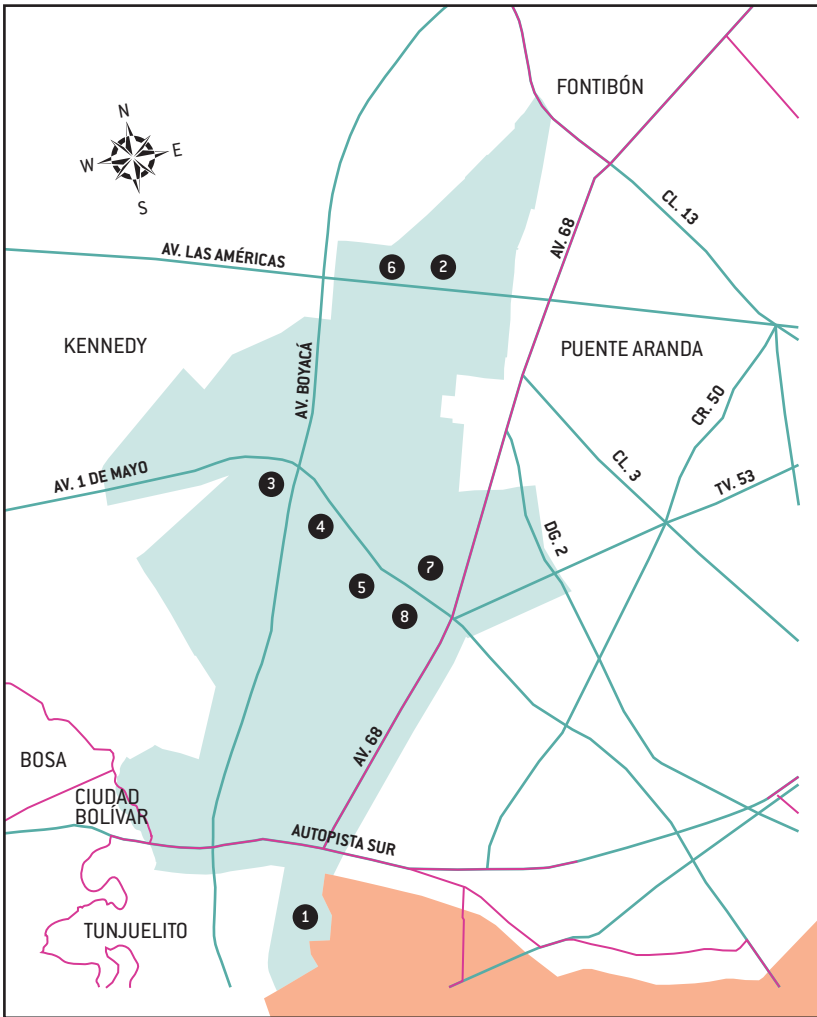 FONTIBÓN
N
W
E
S
CL. 13
AV. 68
AV. LAS AMÉRICAS
6
2
KENNEDY
AV. BOYACÁ
PUENTE ARANDA
CR. 50
AV. 1 DE MAYO
3
CL. 3
TV. 53
4
DG. 2
7
5
8
AV. 68
BOSA
CIUDAD
BOLÍVAR
AUTOPISTA SUR
1
TUNJUELITO